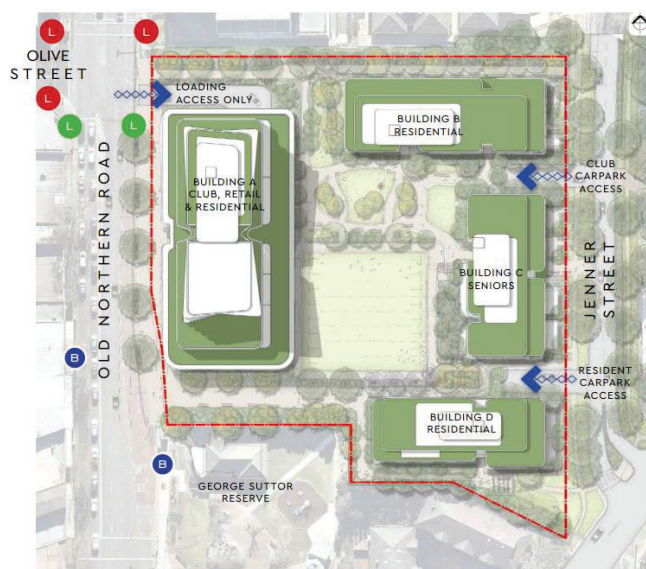 L
L
OLIVE
STREET
L
L
L
LOADING
ACCESS ONLY
BUILDING B
RESIDENTIAL
BUILDING A
CLUB, RETAIL
& RESIDENTIAL
CLUB
CARPARK
ACCESS
OLD NORTHERN ROAD
BUILDING C
SENIORS
JENNER
STREET
B
RESIDENT
CARPARK
ACCESS
BUILDING D
RESIDENTIAL
B
GEORGE SUTTOR
RESERVE